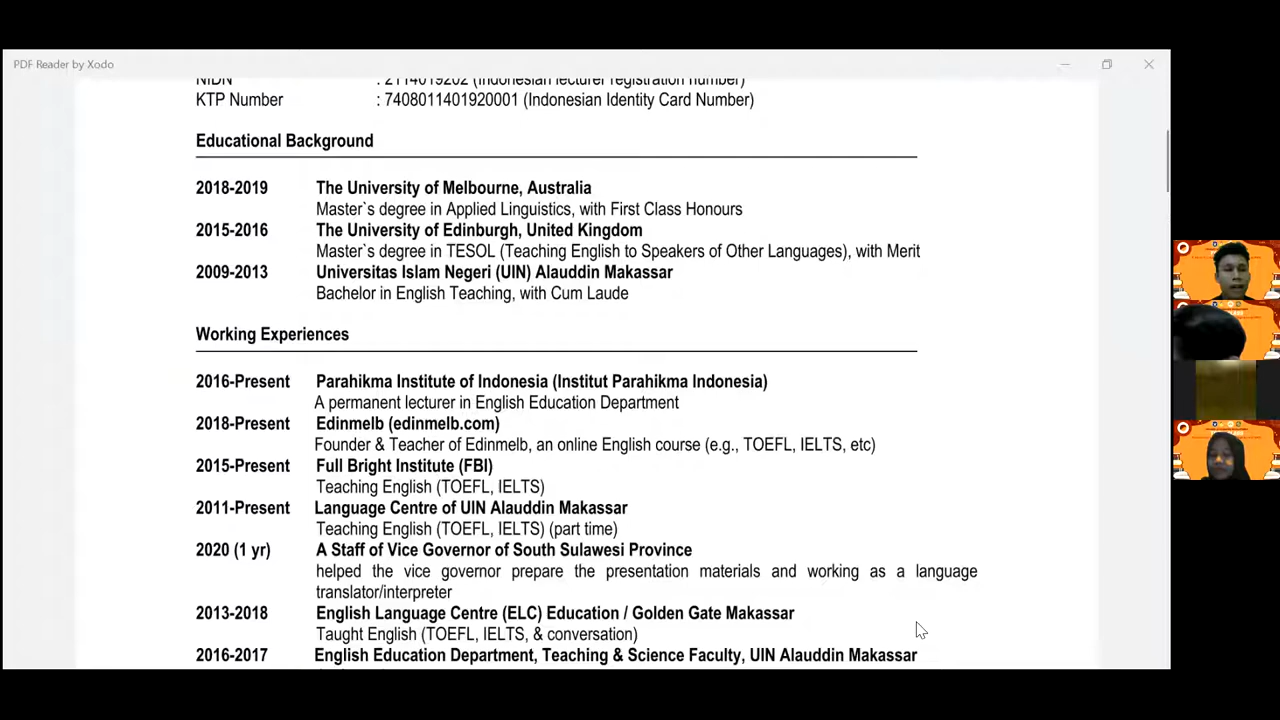 PDF Reader by Xodo
NIDN : 2114019202 (Indonesian lecturer registration number)
KTP Number : 7408011401920001 (Indonesian Identity Card Number)
Educational Background
2018-2019 The University of Melbourne, Australia
Master`s degree in Applied Linguistics, with First Class Honours
2015-2016 The University of Edinburgh, United Kingdom
Master`s degree in TESOL (Teaching English to Speakers of Other Languages), with Merit
2009-2013 Universitas Islam Negeri (UIN) Alauddin Makassar
Bachelor in English Teaching, with Cum Laude
Working Experiences
2016-Present Parahikma Institute of Indonesia (Institut Parahikma Indonesia)
A permanent lecturer in English Education Department
2018-Present Edinmelb (edinmelb.com)
Founder & Teacher of Edinmelb, an online English course (e.g., TOEFL, IELTS, etc)
2015-Present Full Bright Institute (FBI)
Teaching English (TOEFL, IELTS)
2011-Present Language Centre of UIN Alauddin Makassar
Teaching English (TOEFL, IELTS) (part time)
2020 (1 yr) A Staff of Vice Governor of South Sulawesi Province
helped the vice governor prepare the presentation materials and working as a language
translator/interpreter
2013-2018 English Language Centre (ELC) Education / Golden Gate Makassar
Taught English (TOEFL, IELTS, & conversation)
2016-2017 English Education Department, Teaching & Science Faculty, UIN Alauddin Makassar